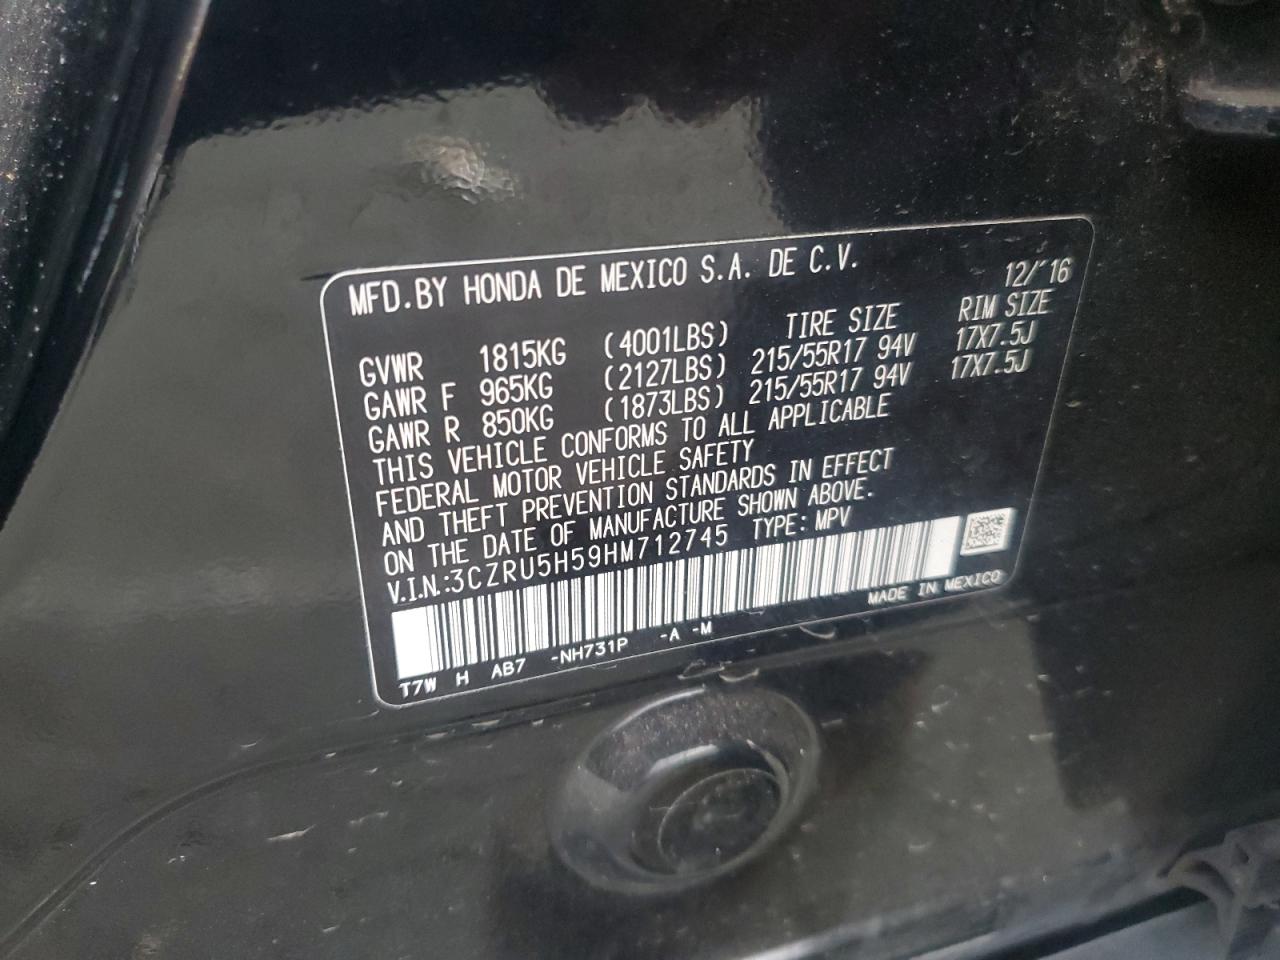 MFD.BY HONDA DE MEXICO S.A. DE C.V.
12/'16
TIRE SIZE RIM SIZE
GVWR 1815KG (4001LBS)
GAWR F 965KG (2127LBS) 215/55R17 94V 17X7.5J
GAWR R 850KG (1873LBS) 215/55R17 94V 17X7.5J
THIS VEHICLE CONFORMS TO ALL APPLICABLE
FEDERAL MOTOR VEHICLE SAFETY
AND THEFT PREVENTION STANDARDS IN EFFECT
ON THE DATE OF MANUFACTURE SHOWN ABOVE.
V.I.N.:3CZRU5H59HM712745 TYPE: MPV
MADE IN MEXICO
T7W H AB7 -NH731P -A -M